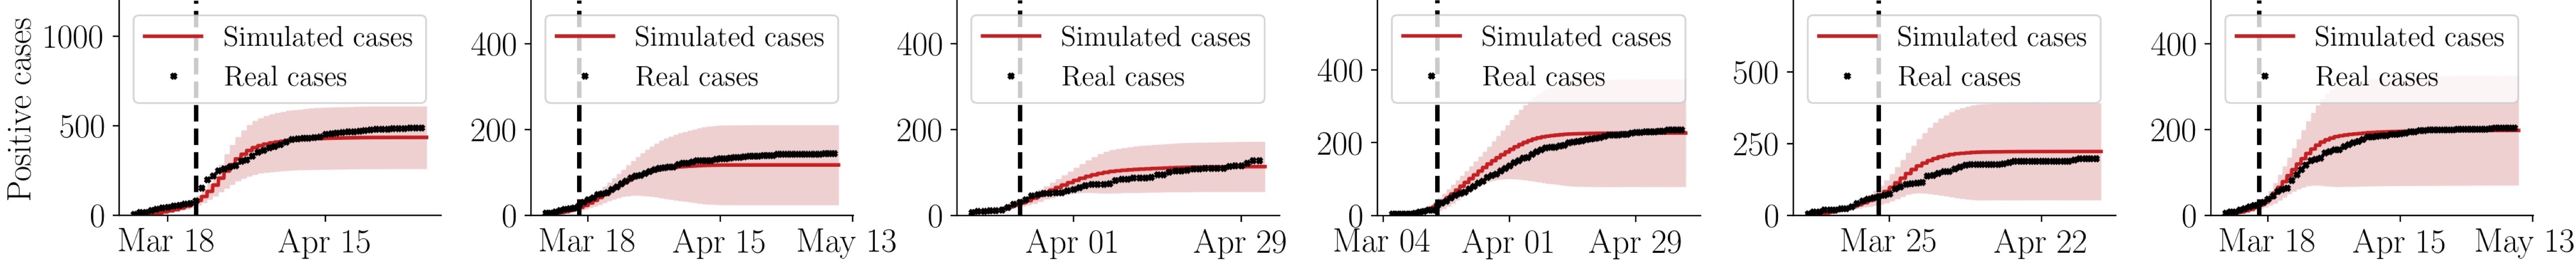 Positive cases
1000
500
0
Simulated cases
Real cases
Mar 18 Apr 15
400
200
0
Simulated cases
Real cases
Mar 18 Apr 15 May 13
400
200
0
Simulated cases
Real cases
Apr 01 Apr 29
400
200
0
Simulated cases
Real cases
Mar 04 Apr 01 Apr 29
500
250
0
Simulated cases
Real cases
Mar 25 Apr 22
400
200
0
Simulated cases
Real cases
Mar 18 Apr 15 May 13